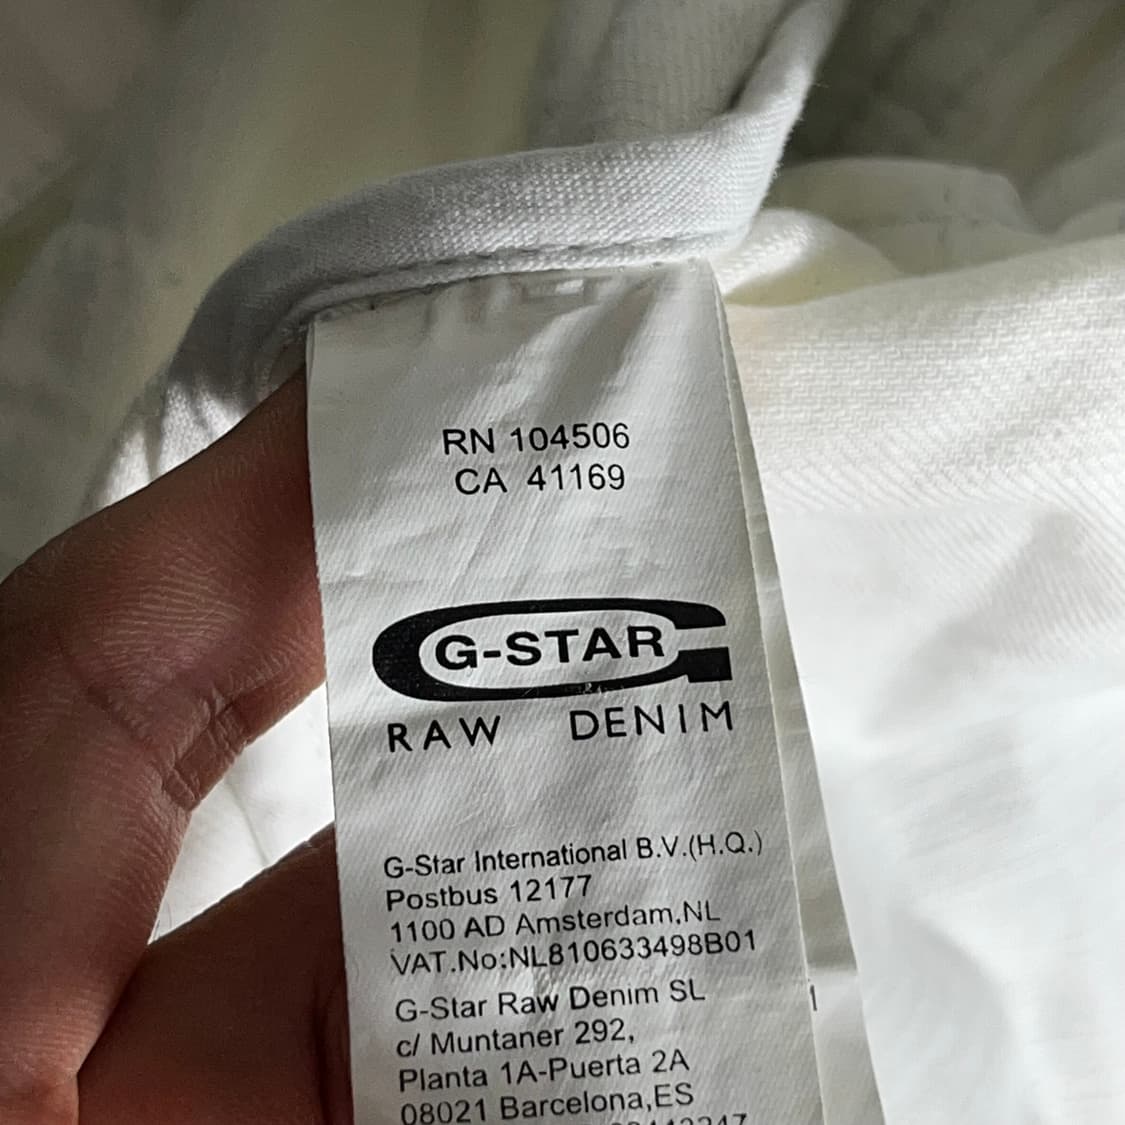 RN 104506
CA 41169
G-STAR
RAW DENIM
G-Star International B.V.(H.Q.)
Postbus 12177
1100 AD Amsterdam,NL
VAT.No:NL810633498B01
G-Star Raw Denim SL
c/ Muntaner 292,
Planta 1A-Puerta 2A
08021 Barcelona,ES